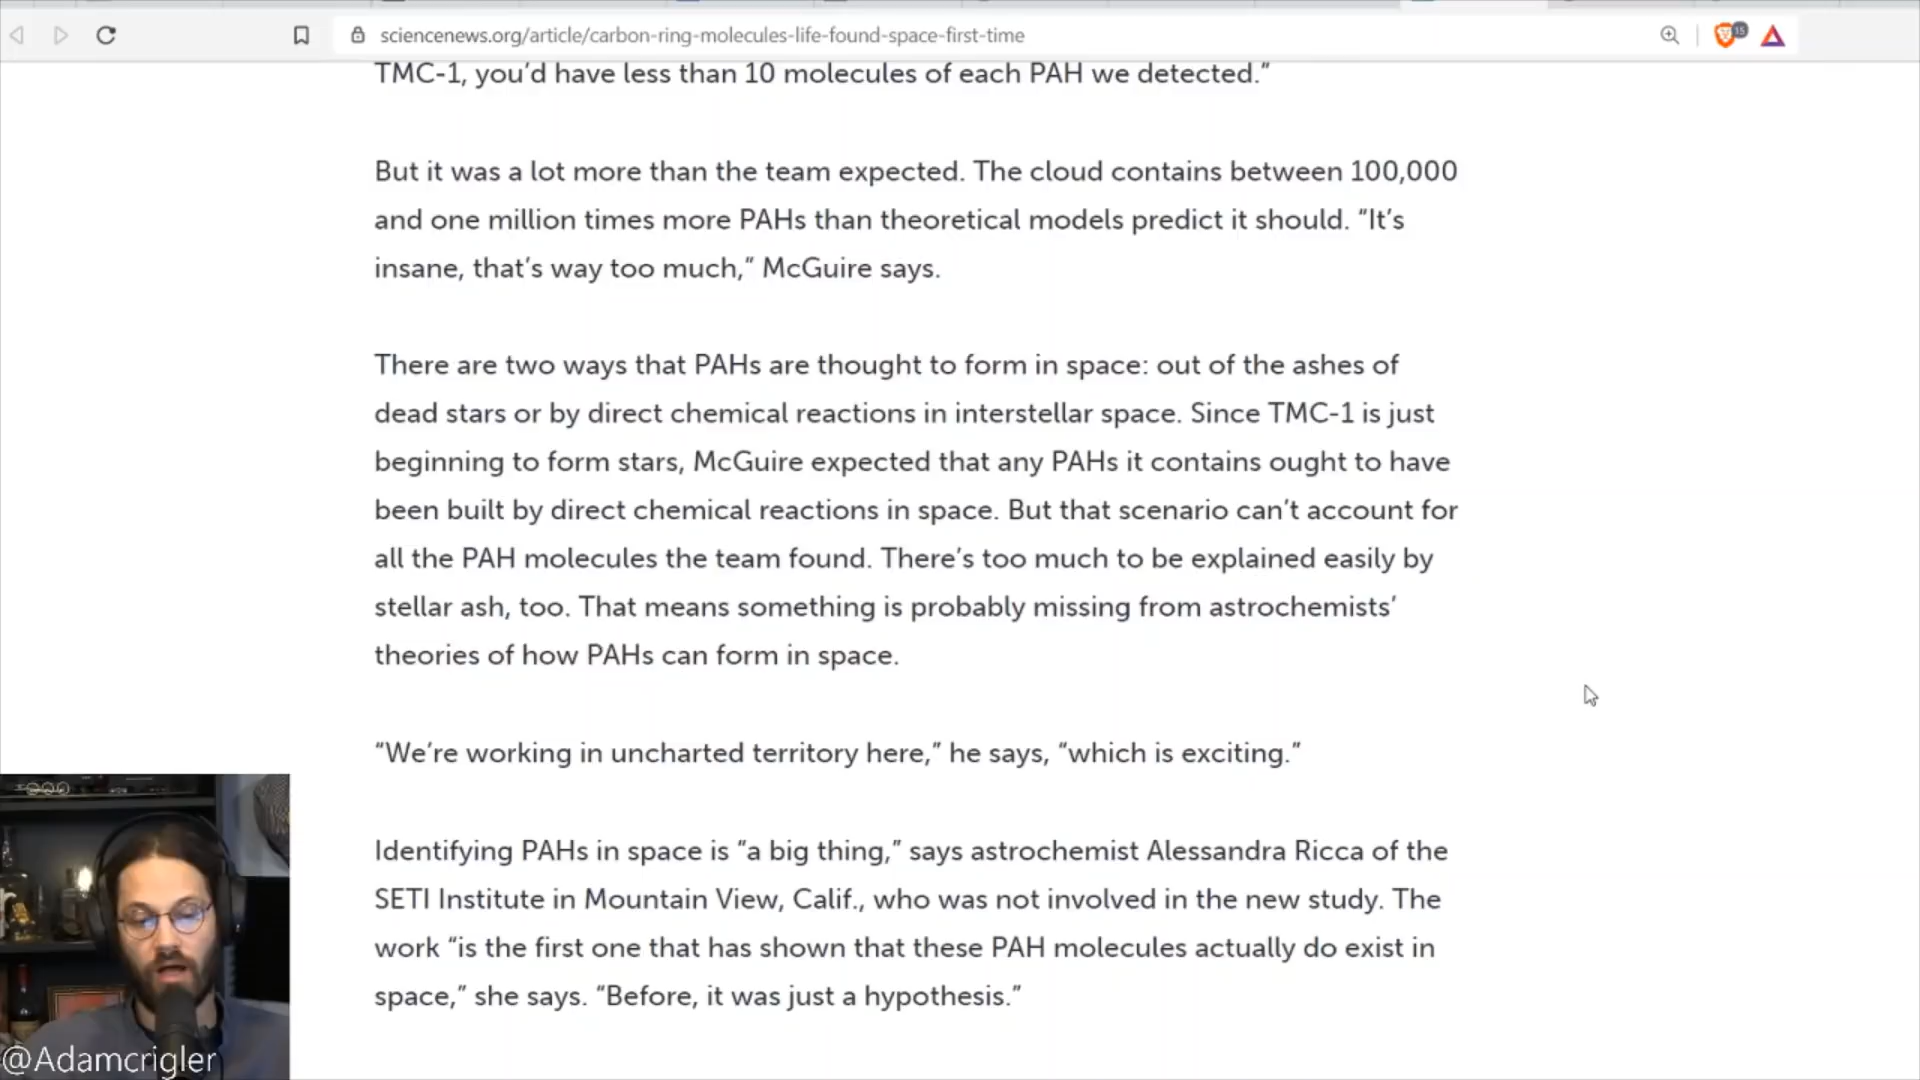 sciencenews.org/article/carbon-ring-molecules-life-found-space-first-time
15
TMC-1, you’d have less than 10 molecules of each PAH we detected.”
But it was a lot more than the team expected. The cloud contains between 100,000
and one million times more PAHs than theoretical models predict it should. “It’s
insane, that’s way too much,” McGuire says.
There are two ways that PAHs are thought to form in space: out of the ashes of
dead stars or by direct chemical reactions in interstellar space. Since TMC-1 is just
beginning to form stars, McGuire expected that any PAHs it contains ought to have
been built by direct chemical reactions in space. But that scenario can’t account for
all the PAH molecules the team found. There’s too much to be explained easily by
stellar ash, too. That means something is probably missing from astrochemists’
theories of how PAHs can form in space.
“We’re working in uncharted territory here,” he says, “which is exciting.”
Identifying PAHs in space is “a big thing,” says astrochemist Alessandra Ricca of the
SETI Institute in Mountain View, Calif., who was not involved in the new study. The
work “is the first one that has shown that these PAH molecules actually do exist in
space,” she says. “Before, it was just a hypothesis.”
@Adamcrigler